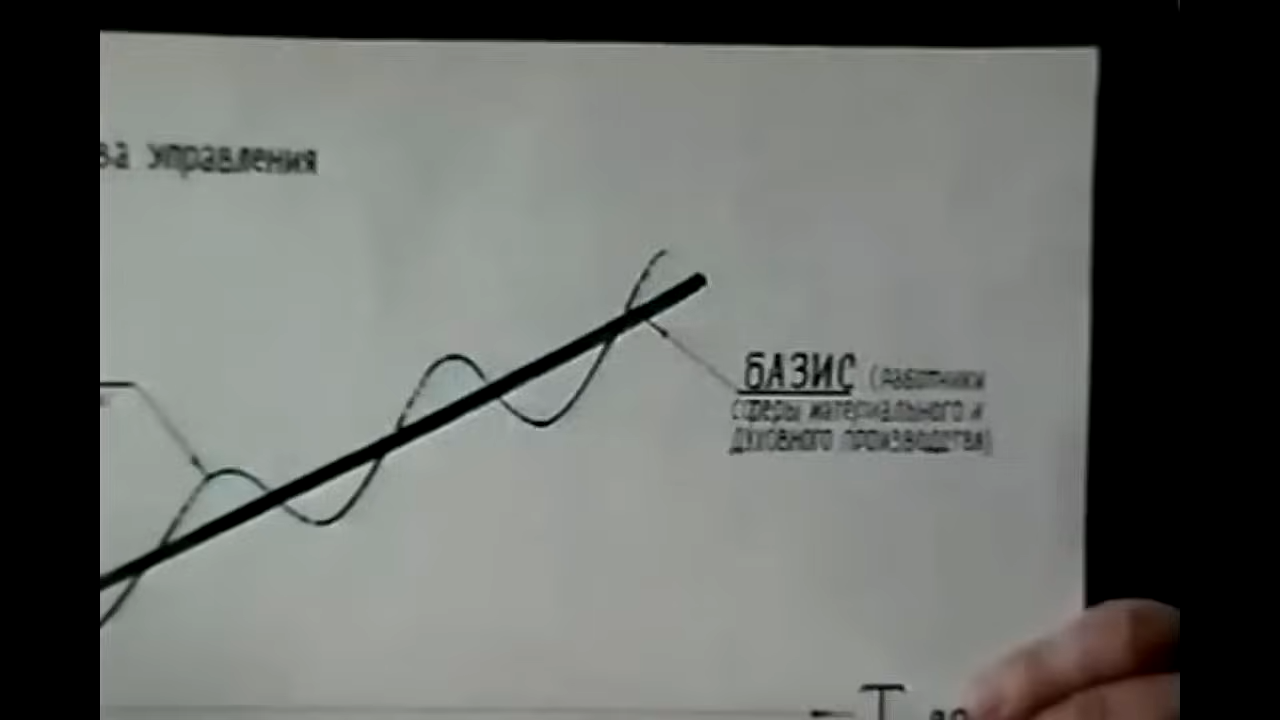 ва управления
БАЗИС (работники
сферы материального и
духовного производства)
Т